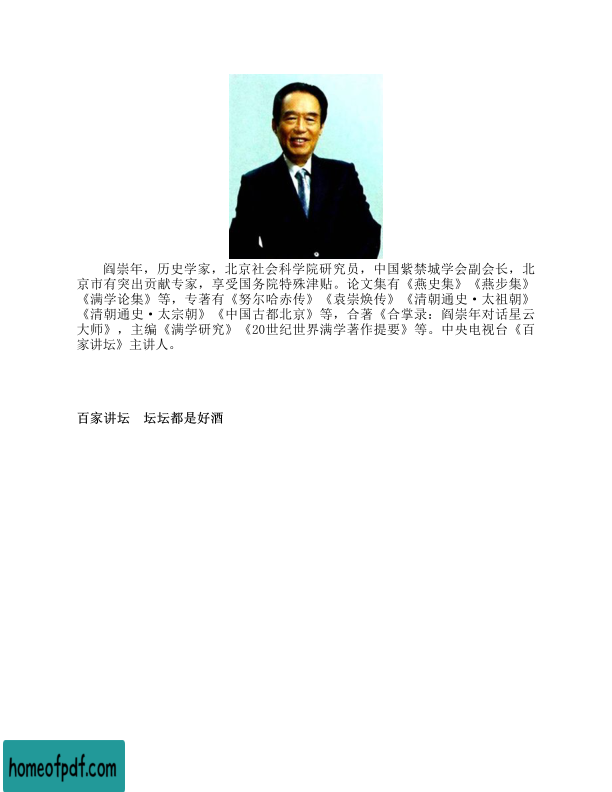 阎崇年，历史学家，北京社会科学院研究员，中国紫禁城学会副会长，北
京市有突出贡献专家，享受国务院特殊津贴。论文集有《燕史集》《燕步集》
《满学论集》等，专著有《努尔哈赤传》《袁崇焕传》《清朝通史·太祖朝》
《清朝通史·太宗朝》《中国古都北京》等，合著《合掌录：阎崇年对话星云
大师》，主编《满学研究》《20世纪世界满学著作提要》等。中央电视台《百
家讲坛》主讲人。
百家讲坛　坛坛都是好酒
homeofpdf.com